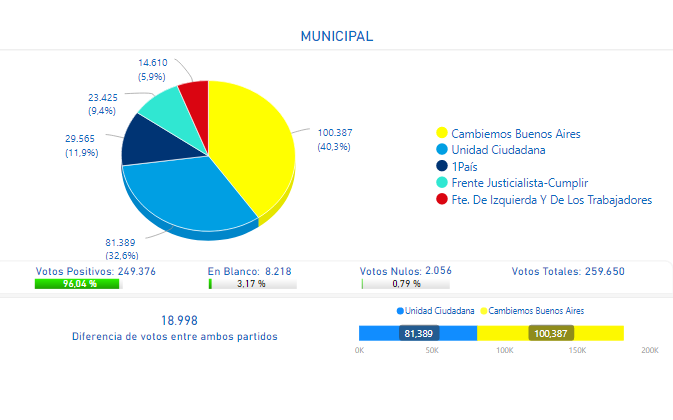 MUNICIPAL
14.610
(5,9%)
23.425
(9,4%)
29.565
(11,9%)
81.389
(32,6%)
100.387
(40,3%)
Cambiemos Buenos Aires
Unidad Ciudadana
1País
Frente Justicialista-Cumplir
Fte. De Izquierda Y De Los Trabajadores
Votos Positivos: 249.376
96,04 %
En Blanco: 8.218
3,17 %
Votos Nulos: 2.056
0,79 %
Votos Totales: 259.650
18.998
Diferencia de votos entre ambos partidos
Unidad Ciudadana Cambiemos Buenos Aires
81,389 100,387
0K 50K 100K 150K 200K